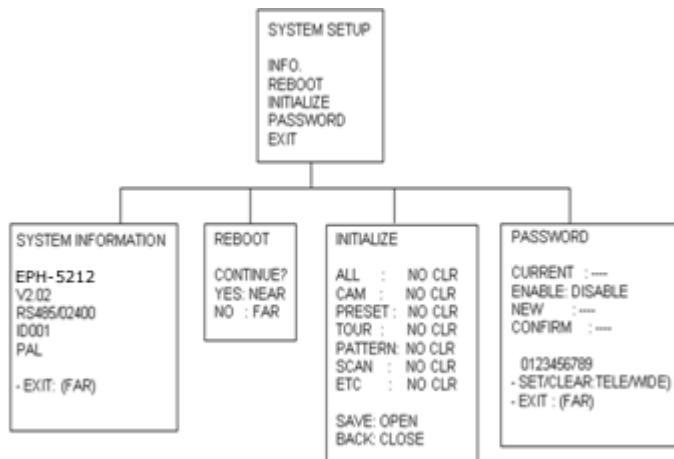 SYSTEM SETUP
INFO.
REBOOT
INITIALIZE
PASSWORD
EXIT
SYSTEM INFORMATION
EPH-5212
V2.02
RS485/02400
ID001
PAL
- EXIT: (FAR)
REBOOT
CONTINUE?
YES: NEAR
NO : FAR
INITIALIZE
ALL : NO CLR
CAM : NO CLR
PRESET : NO CLR
TOUR : NO CLR
PATTERN: NO CLR
SCAN : NO CLR
ETC : NO CLR
SAVE: OPEN
BACK: CLOSE
PASSWORD
CURRENT : ----
ENABLE: DISABLE
NEW : ----
CONFIRM : ----
0123456789
- SET/CLEAR:TELE/WIDE)
- EXIT : (FAR)